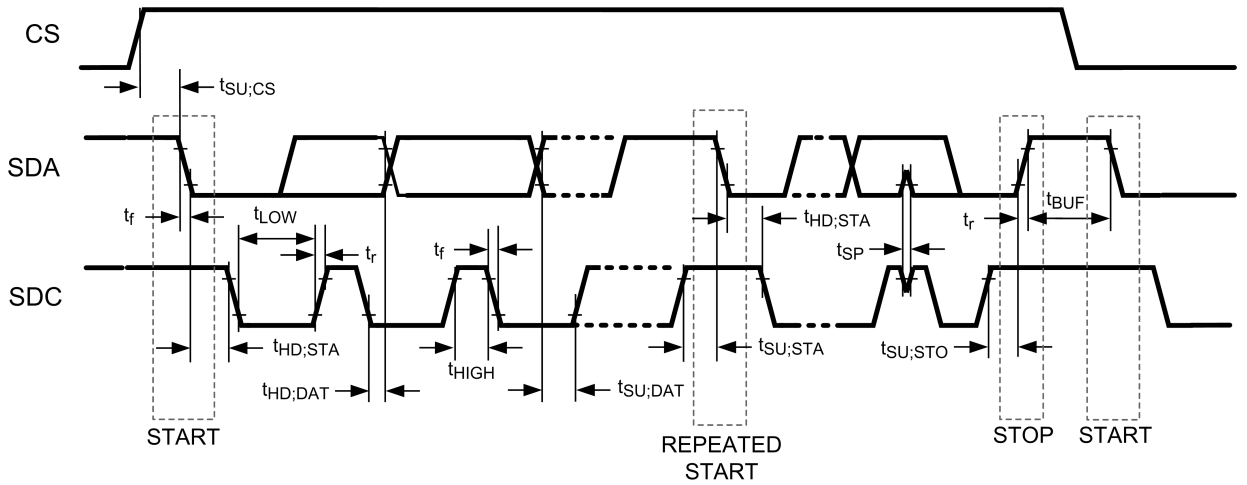 CS
tSU;CS
SDA
tf
tLOW
tr
tf
tHD;STA
tSP
tr
tBUF
SDC
tHD;STA
tHD;DAT
tHIGH
tSU;DAT
tSU;STA
tSU;STO
START
REPEATED
START
STOP
START